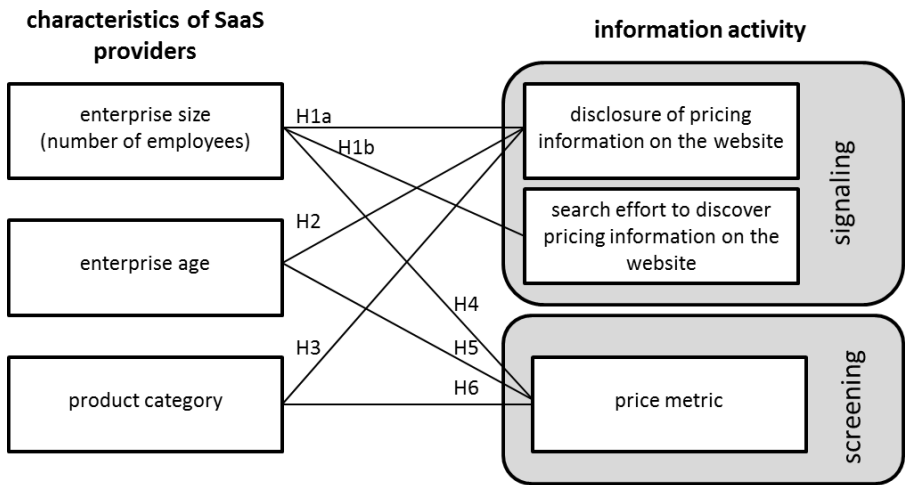 characteristics of SaaS
providers
information activity
enterprise size
(number of employees)
H1a
H1b
disclosure of pricing
information on the website
signaling
search effort to discover
pricing information on the
website
enterprise age
H2
H4
H5
product category
H3
H6
price metric
screening